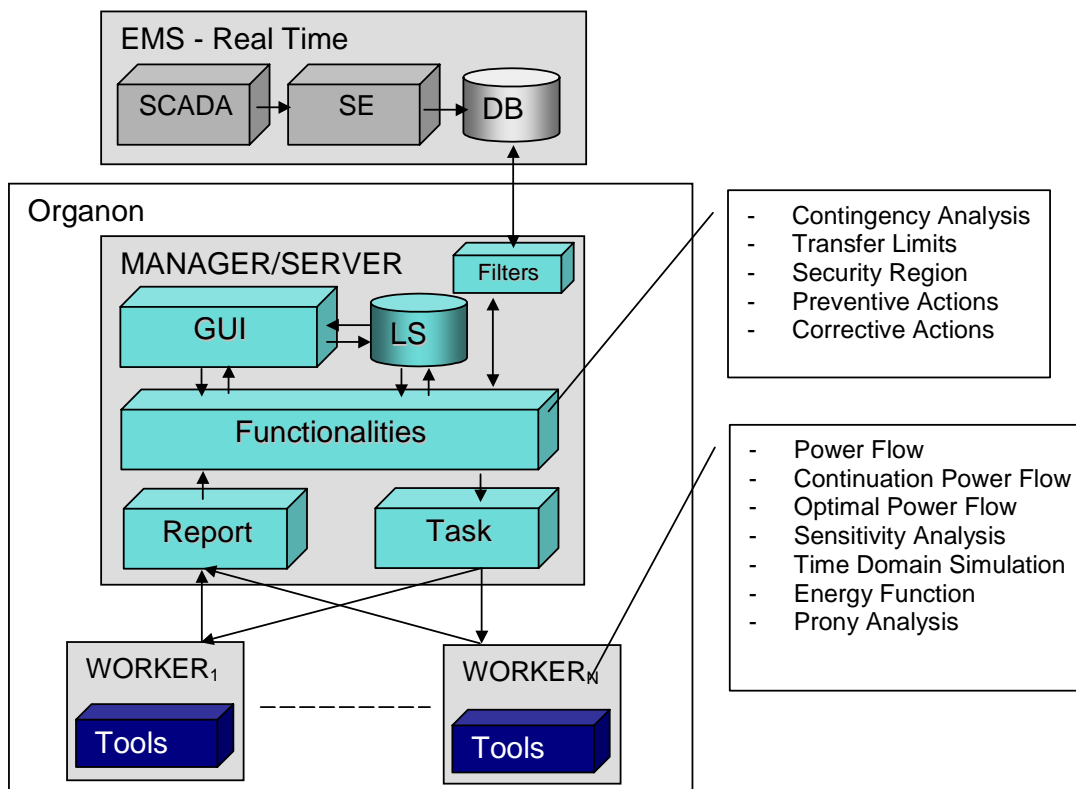 EMS - Real Time
SCADA
SE
DB
Organon
MANAGER/SERVER
Filters
GUI
LS
Functionalities
Report
Task
WORKER₁
Tools
WORKER_N
Tools
- Contingency Analysis
- Transfer Limits
- Security Region
- Preventive Actions
- Corrective Actions
- Power Flow
- Continuation Power Flow
- Optimal Power Flow
- Sensitivity Analysis
- Time Domain Simulation
- Energy Function
- Prony Analysis